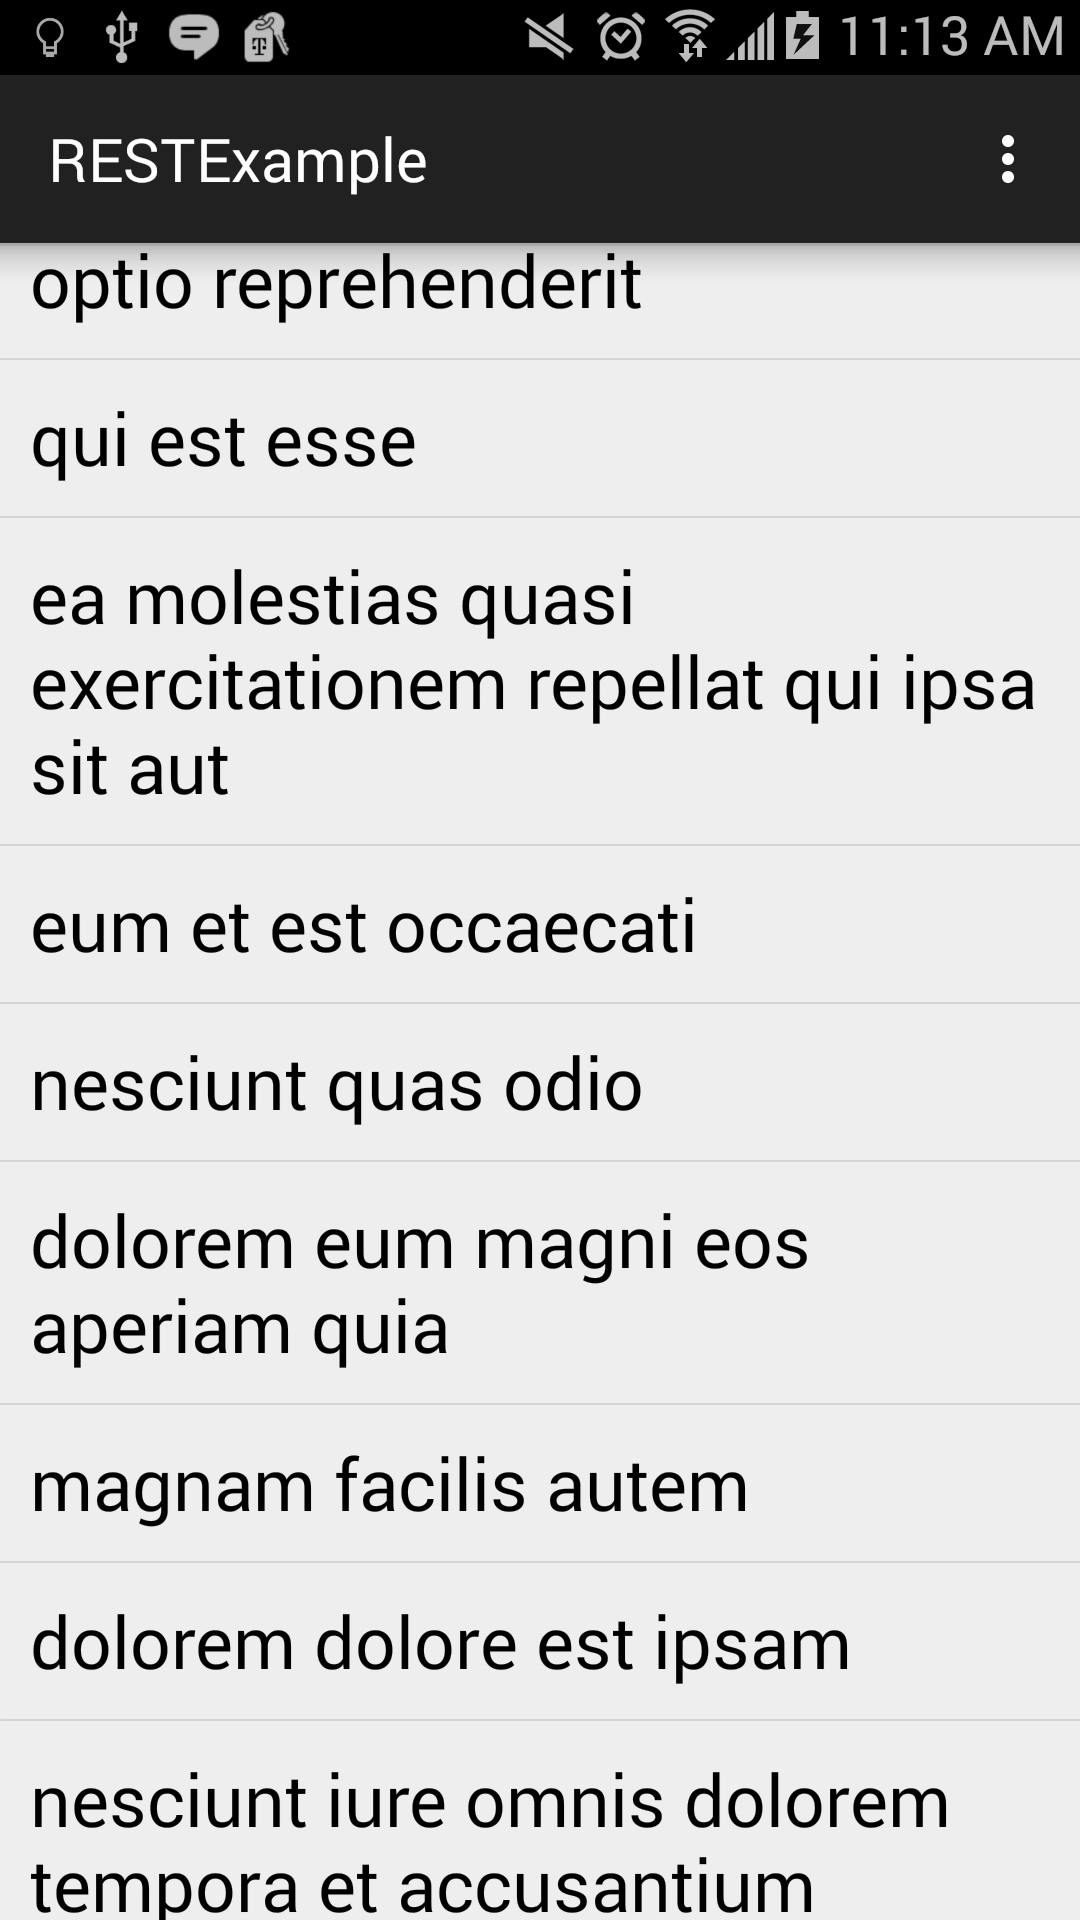 11:13 AM
RESTExample
optio reprehenderit
qui est esse
ea molestias quasi
exercitationem repellat qui ipsa
sit aut
eum et est occaecati
nesciunt quas odio
dolorem eum magni eos
aperiam quia
magnam facilis autem
dolorem dolore est ipsam
nesciunt iure omnis dolorem
tempora et accusantium